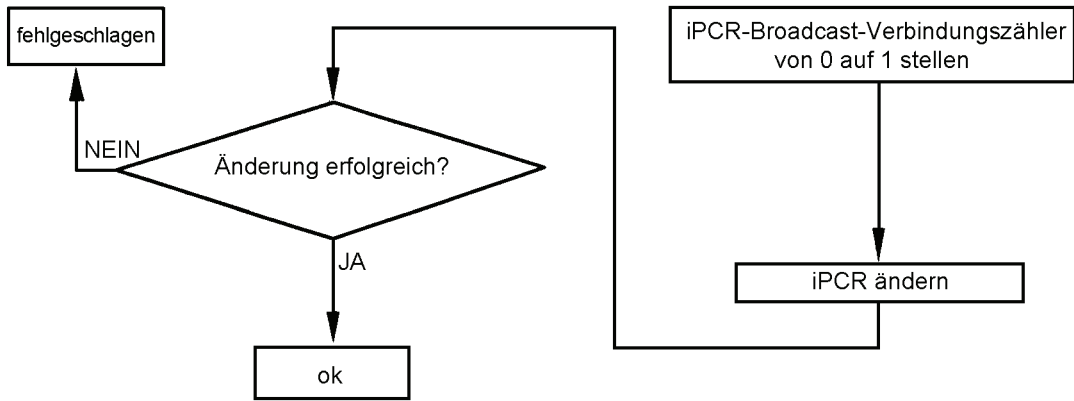 fehlgeschlagen
iPCR-Broadcast-Verbindungszähler
von 0 auf 1 stellen
NEIN
Änderung erfolgreich?
JA
iPCR ändern
ok